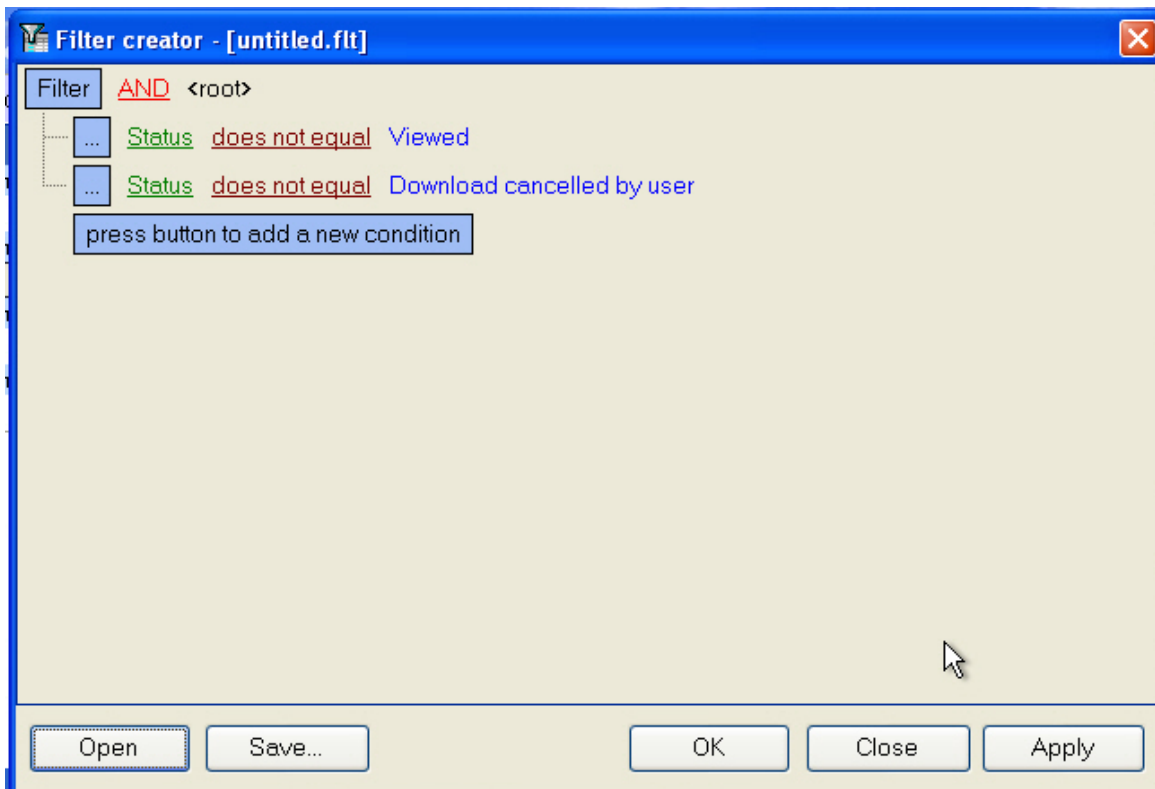 Filter creator - [untitled.flt]
Filter AND <root>
... Status does not equal Viewed
... Status does not equal Download cancelled by user
press button to add a new condition
Open Save... OK Close Apply